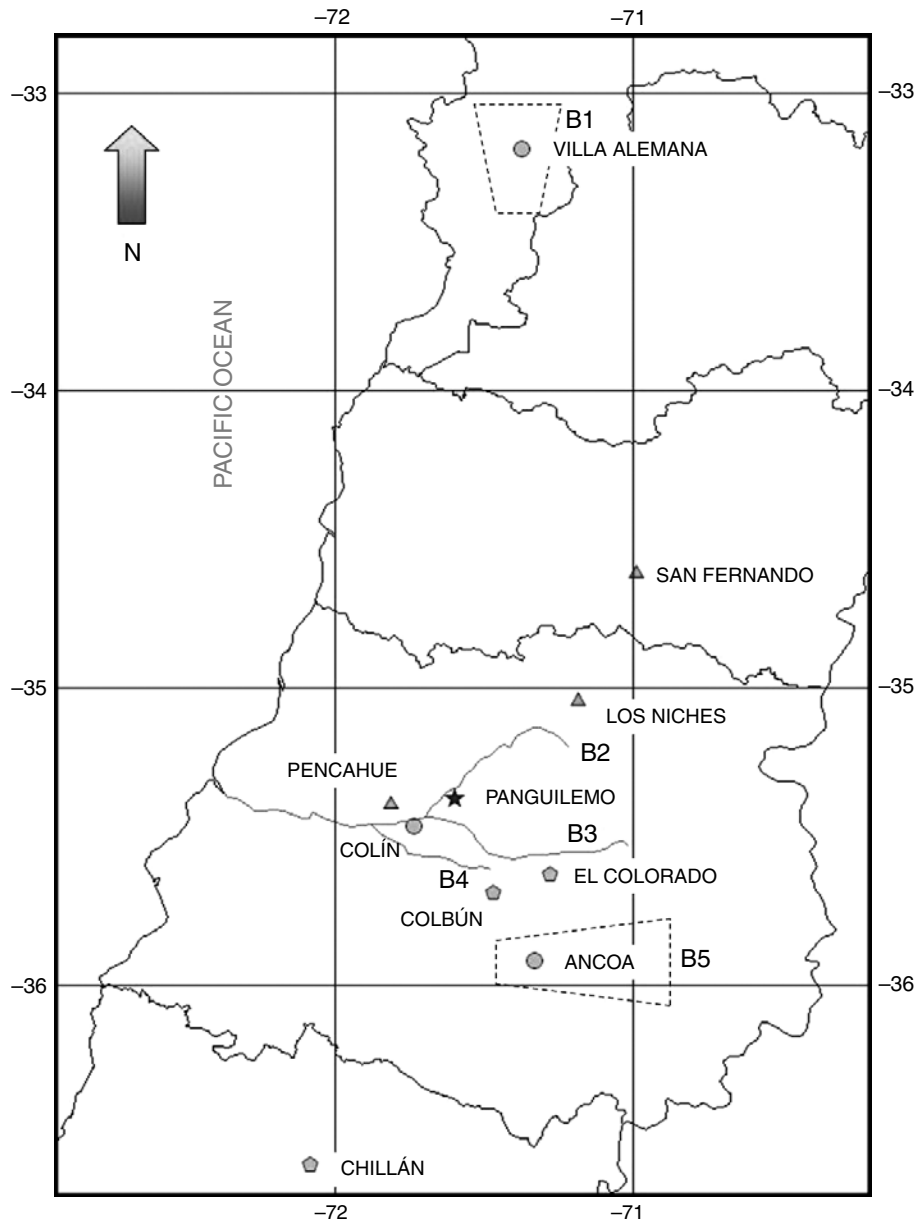 −72
−71
−33
−33
B1
VILLA ALEMANA
N
PACIFIC OCEAN
−34
−34
SAN FERNANDO
−35
−35
LOS NICHES
B2
PENCAHUE
PANGUILEMO
B3
COLÍN
B4
EL COLORADO
COLBÚN
ANCOA
B5
−36
−36
CHILLÁN
−72
−71